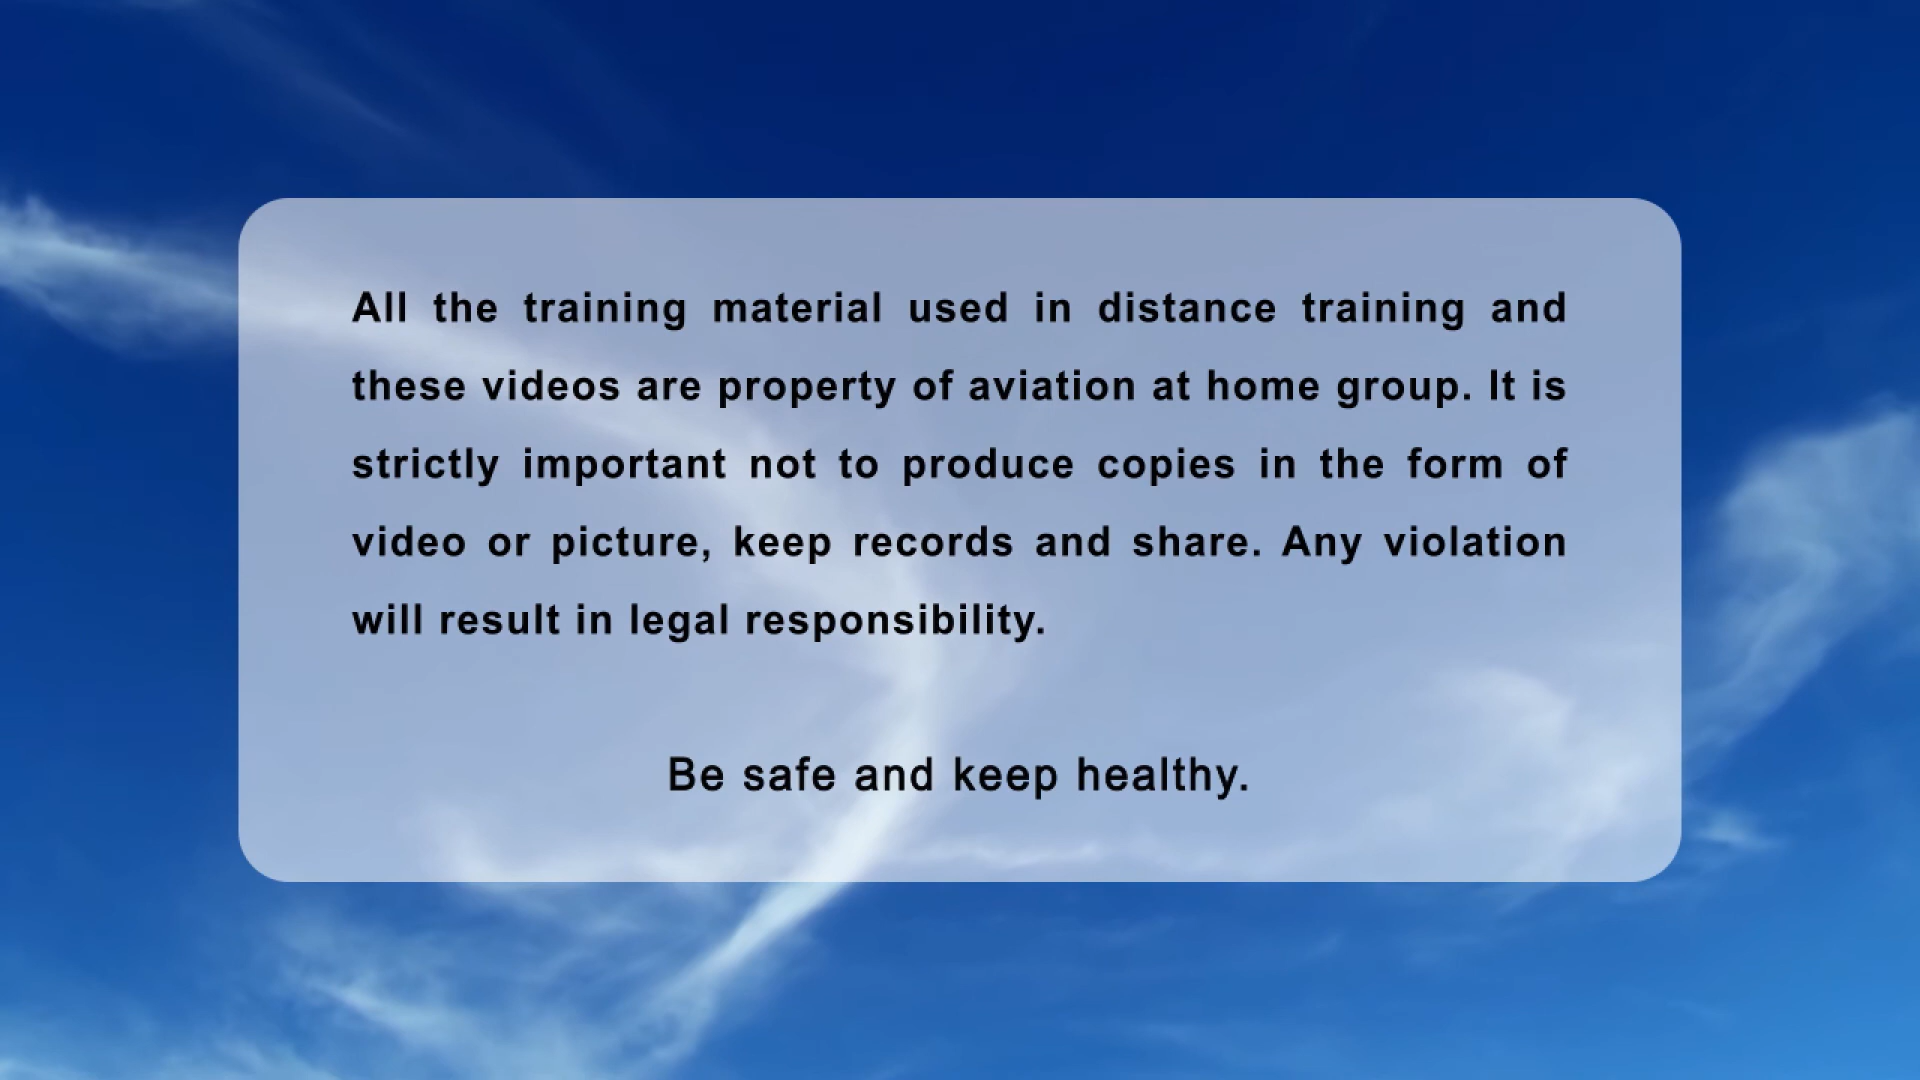 All the training material used in distance training and
these videos are property of aviation at home group. It is
strictly important not to produce copies in the form of
video or picture, keep records and share. Any violation
will result in legal responsibility.
Be safe and keep healthy.